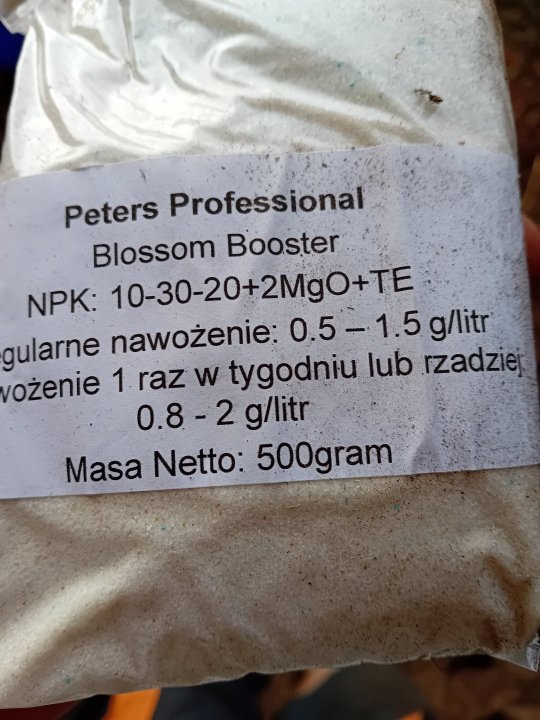 Peters Professional
Blossom Booster
NPK: 10-30-20+2MgO+TE
egularne nawożenie: 0.5 – 1.5 g/litr
wożenie 1 raz w tygodniu lub rzadziej
0.8 - 2 g/litr
Masa Netto: 500gram